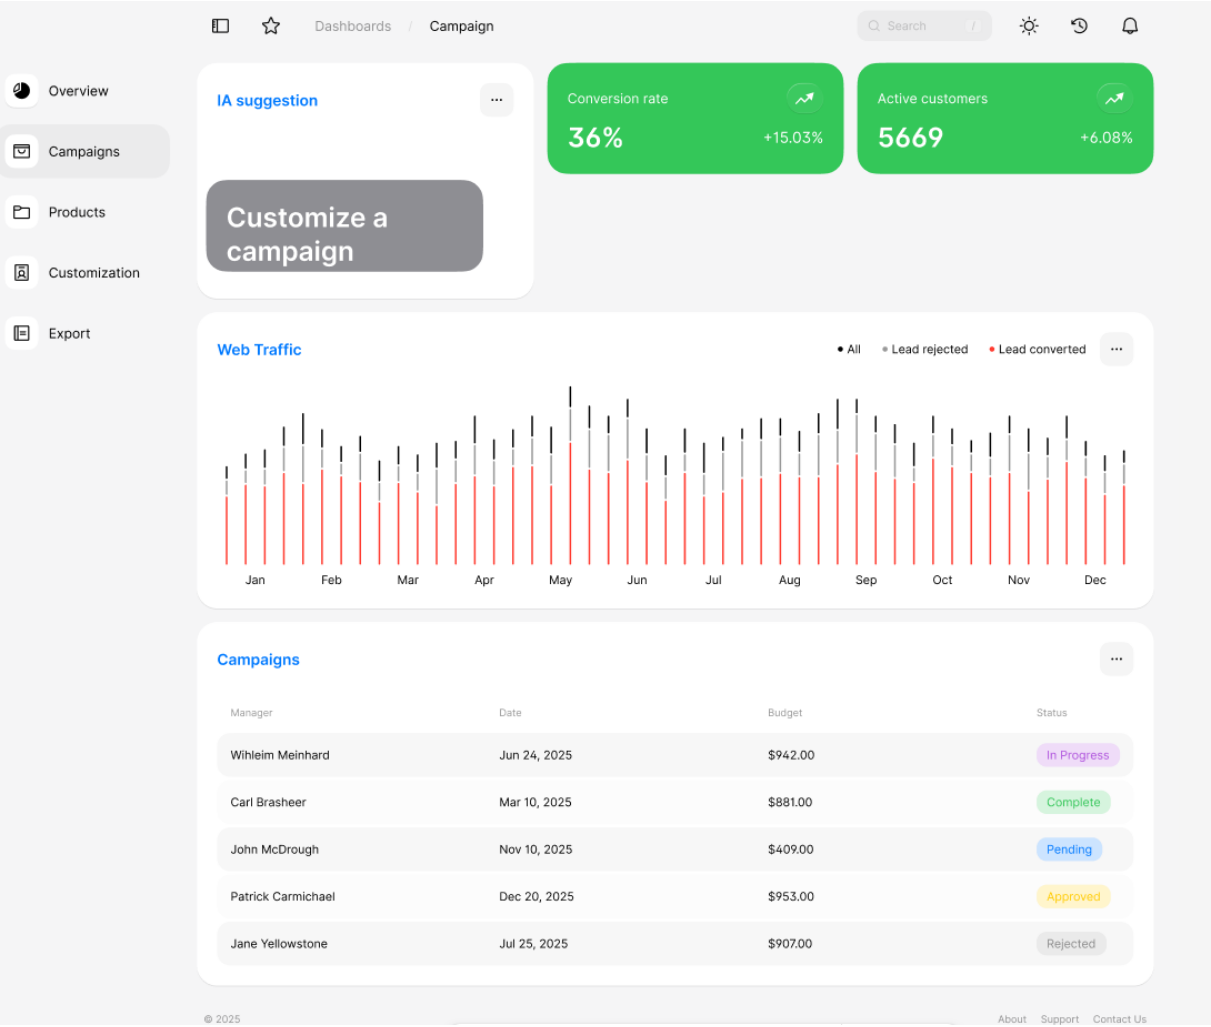 Dashboards / Campaign
Search /
Overview
Campaigns
Products
Customization
Export
IA suggestion
...
Customize a
campaign
Conversion rate
36% +15.03%
Active customers
5669 +6.08%
Web Traffic
All Lead rejected Lead converted
...
Jan Feb Mar Apr May Jun Jul Aug Sep Oct Nov Dec
Campaigns
...
Manager Date Budget Status
Wihleim Meinhard Jun 24, 2025 $942.00 In Progress
Carl Brasheer Mar 10, 2025 $881.00 Complete
John McDrough Nov 10, 2025 $409.00 Pending
Patrick Carmichael Dec 20, 2025 $953.00 Approved
Jane Yellowstone Jul 25, 2025 $907.00 Rejected
© 2025 About Support Contact Us